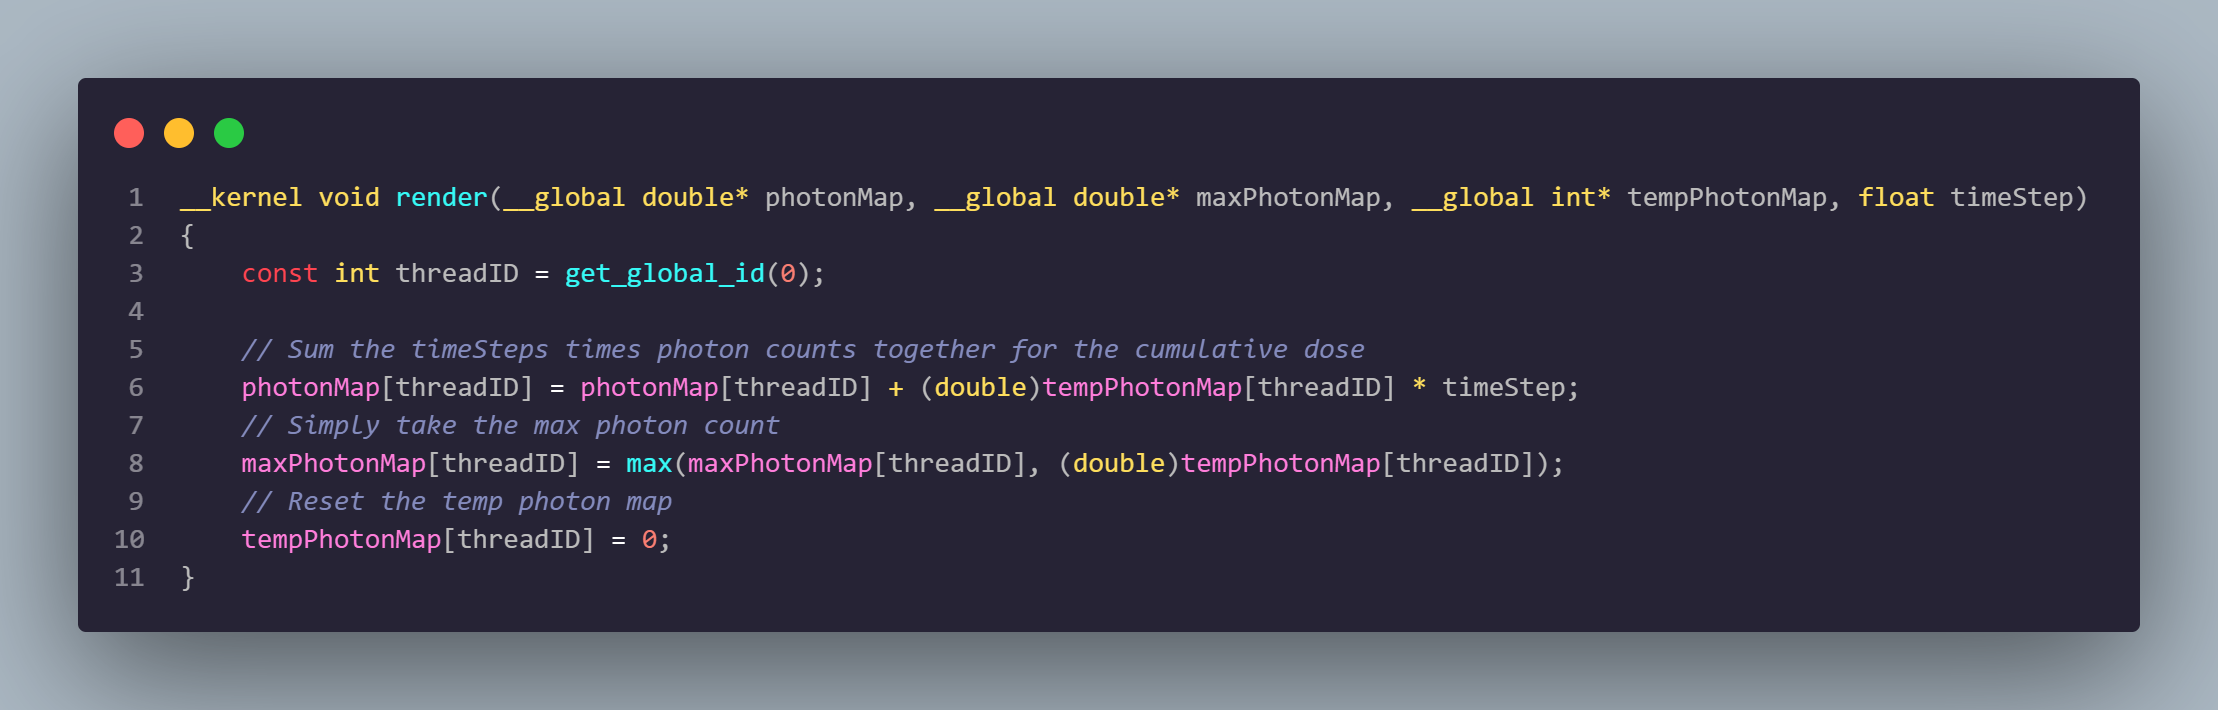 1 __kernel void render(__global double* photonMap, __global double* maxPhotonMap, __global int* tempPhotonMap, float timeStep)
2 {
3     const int threadID = get_global_id(0);
4
5     // Sum the timeSteps times photon counts together for the cumulative dose
6     photonMap[threadID] = photonMap[threadID] + (double)tempPhotonMap[threadID] * timeStep;
7     // Simply take the max photon count
8     maxPhotonMap[threadID] = max(maxPhotonMap[threadID], (double)tempPhotonMap[threadID]);
9     // Reset the temp photon map
10     tempPhotonMap[threadID] = 0;
11 }